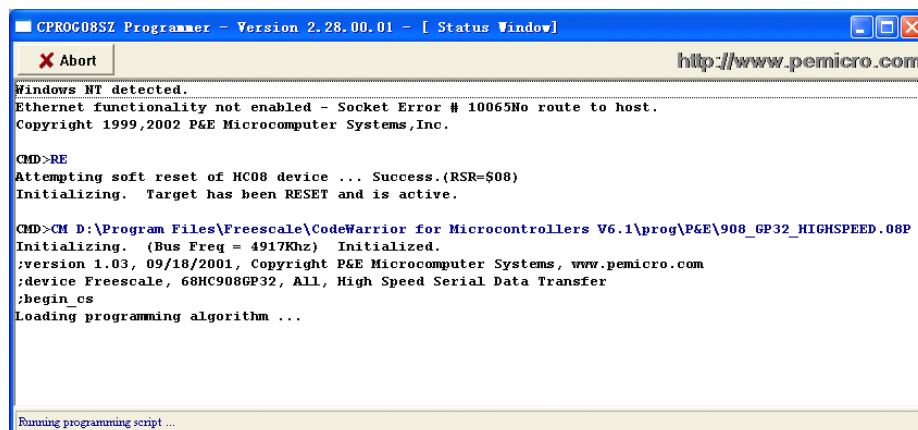 CPROG08SZ Programmer - Version 2.28.00.01 - [ Status Window]
Abort
http://www.pemicro.com
Windows NT detected.
Ethernet functionality not enabled - Socket Error # 10065No route to host.
Copyright 1999,2002 P&E Microcomputer Systems,Inc.
CMD>RE
Attempting soft reset of HC08 device ... Success.(RSR=$08)
Initializing.  Target has been RESET and is active.
CMD>CM D:\Program Files\Freescale\CodeWarrior for Microcontrollers V6.1\prog\P&E\908_GP32_HIGHSPEED.08P
Initializing.  (Bus Freq = 4917Khz)  Initialized.
;version 1.03, 09/18/2001, Copyright P&E Microcomputer Systems, www.pemicro.com
;device Freescale, 68HC908GP32, All, High Speed Serial Data Transfer
;begin_cs
Loading programming algorithm ...
Running programming script ...